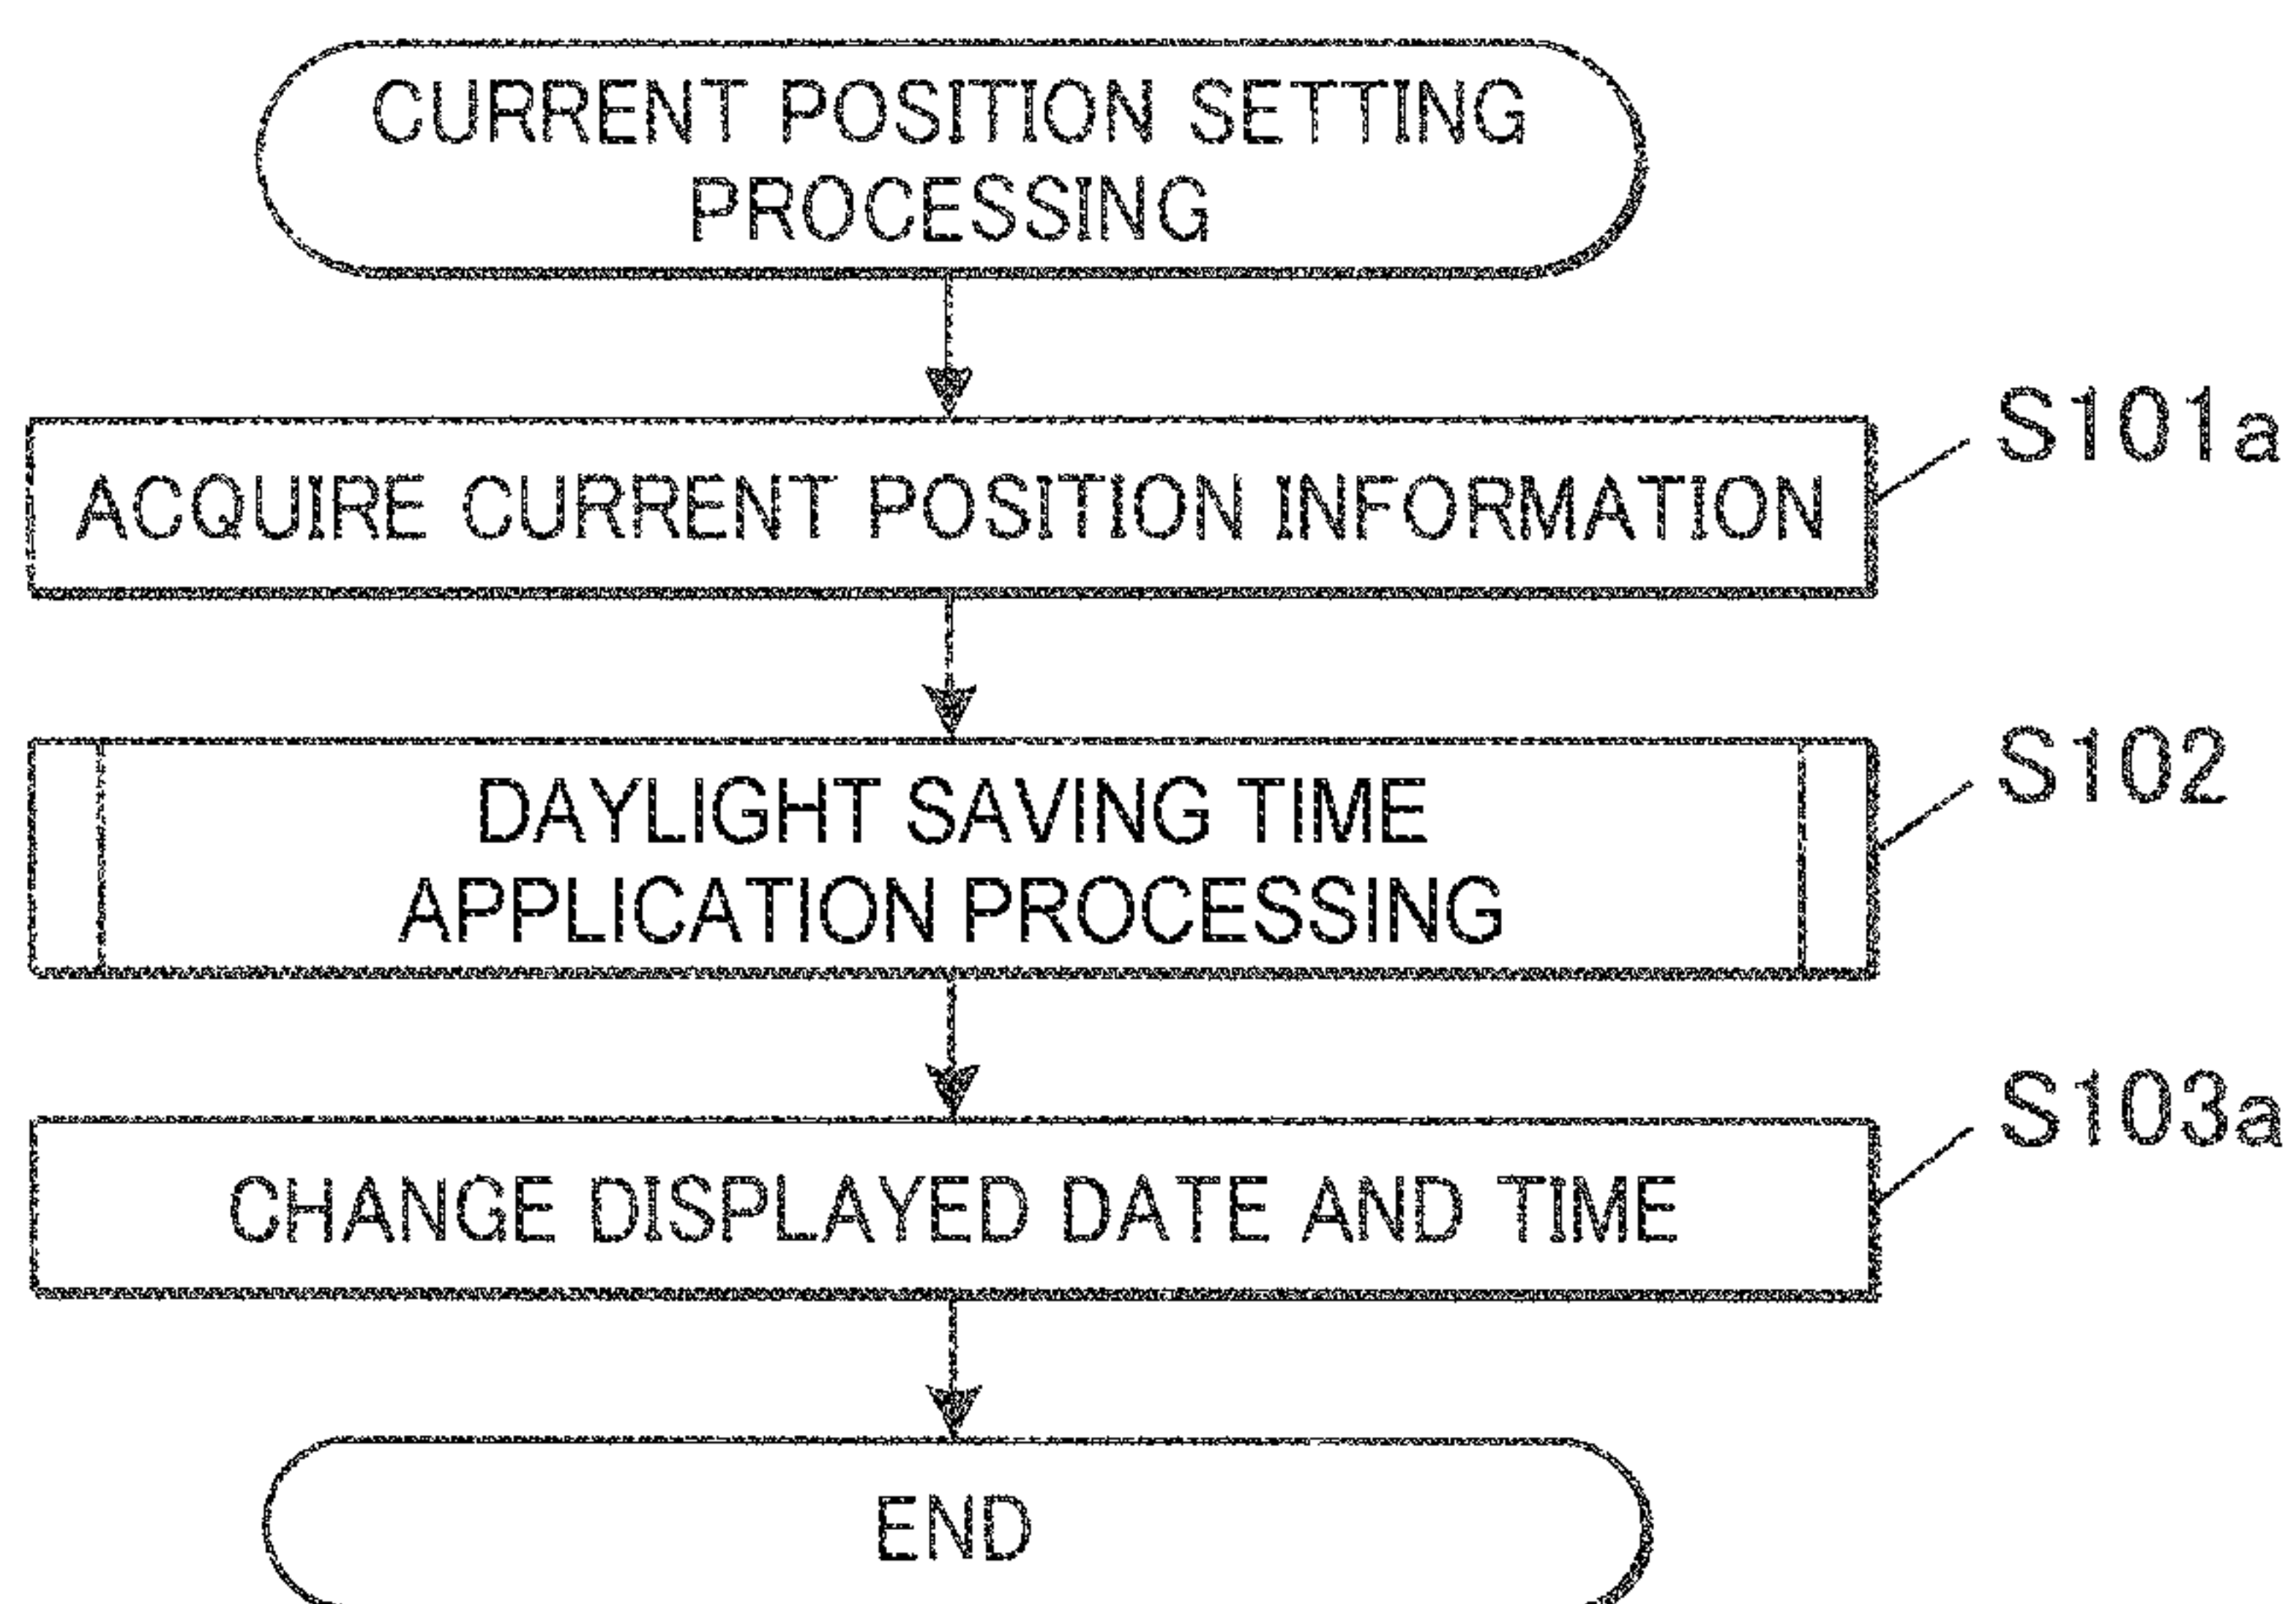 CURRENT POSITION SETTING
PROCESSING
ACQUIRE CURRENT POSITION INFORMATION
S101a
DAYLIGHT SAVING TIME
APPLICATION PROCESSING
S102
CHANGE DISPLAYED DATE AND TIME
S103a
END